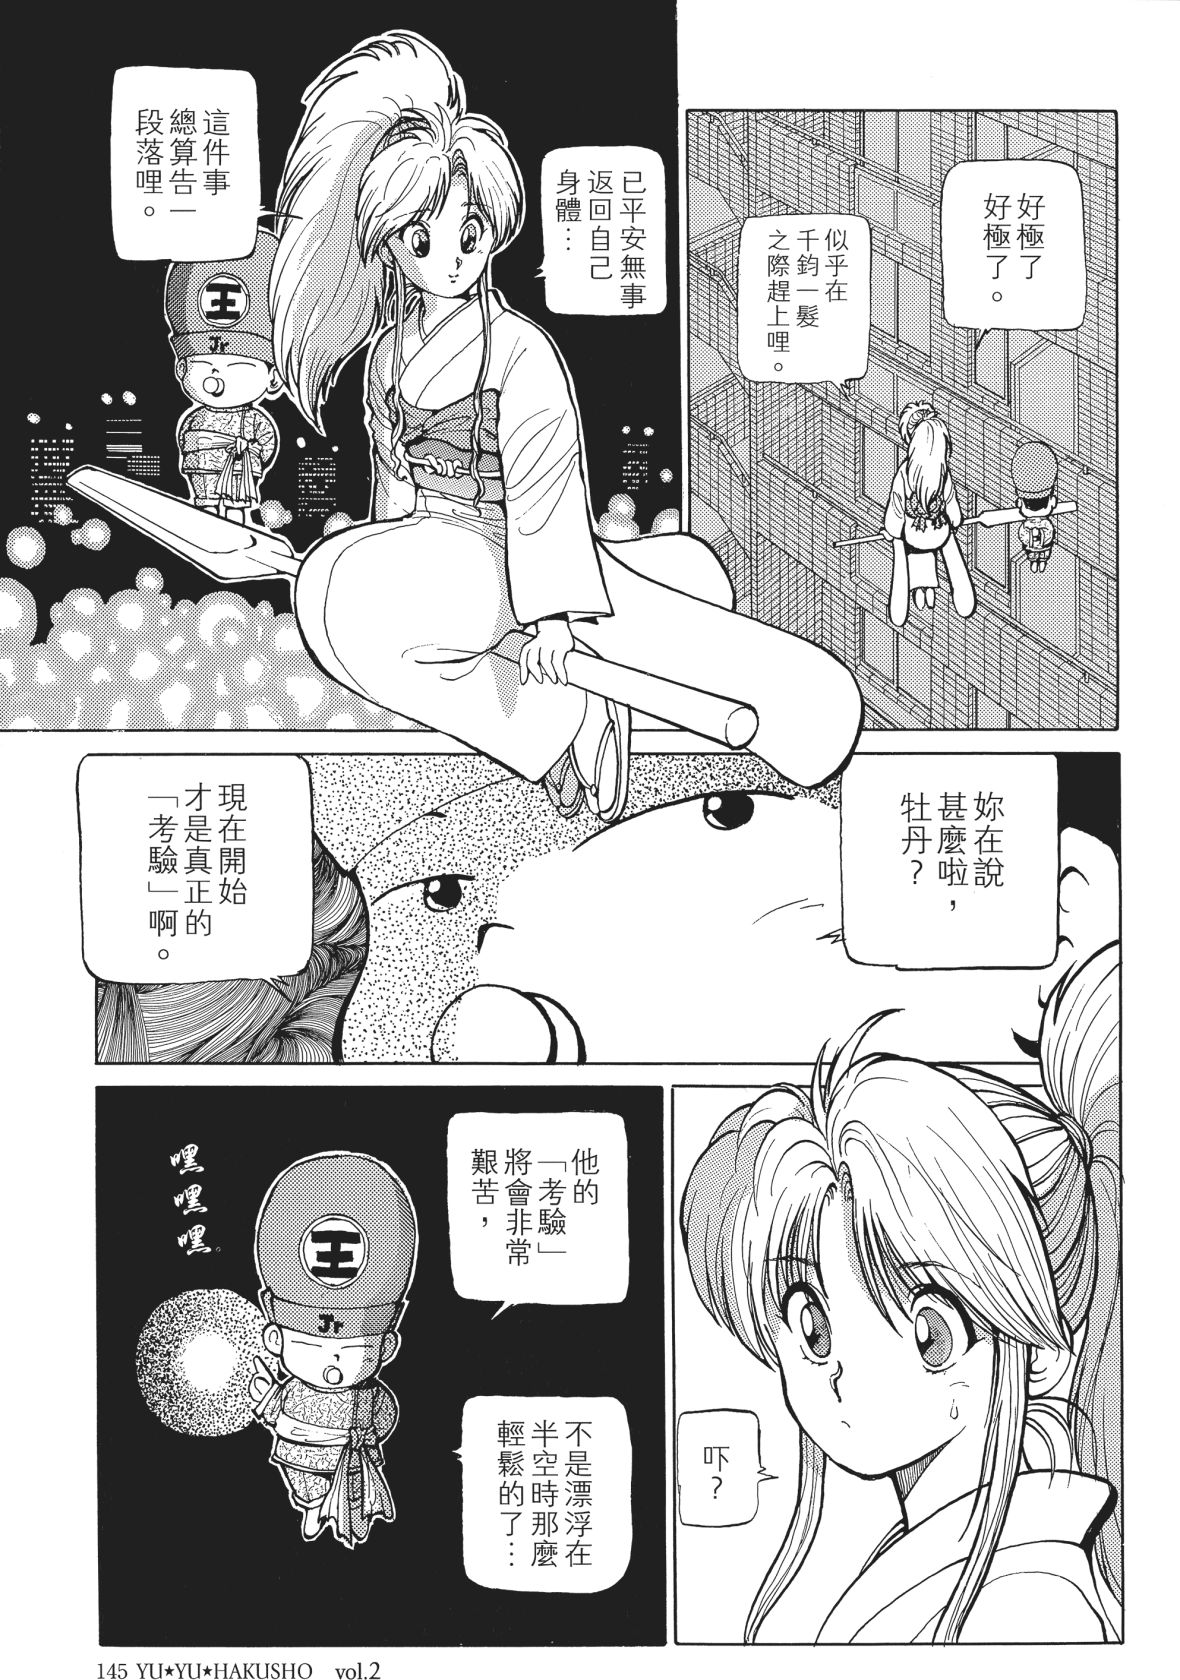 好極了
好極了。
似乎在
千鈞一髮
之際趕上哩。
已平安無事
返回自己
身體…
這件事
總算告一
段落哩。
王
Jr
妳在說
甚麼啦，
牡丹？
現在開始
才是真正的
「考驗」啊。
吓？
他的
「考驗」
將會非常
艱苦，
嘿
嘿
嘿。
王
Jr
不是漂浮在
半空時那麼
輕鬆的了…
145 YU★YU★HAKUSHO vol.2